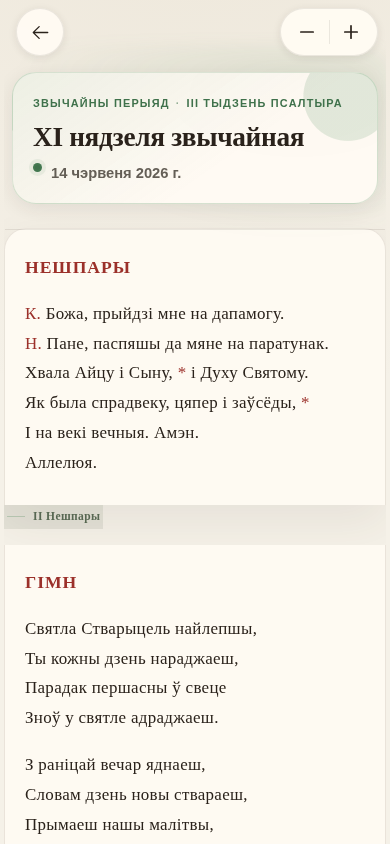 ЗВЫЧАЙНЫ ПЕРЫЯД · III ТЫДЗЕНЬ ПСАЛТЫРА
XI нядзеля звычайная
14 чэрвеня 2026 г.
НЕШПАРЫ
К. Божа, прыйдзі мне на дапамогу.
Н. Пане, паспяшы да мяне на паратунак.
Хвала Айцу і Сыну, * і Духу Святому.
Як была спрадвеку, цяпер і заўсёды, *
І на векі вечныя. Амэн.
Аллелюя.
II Нешпары
ГІМН
Святла Стварыцель найлепшы,
Ты кожны дзень нараджаеш,
Парадак першасны ў свеце
Зноў у святле адраджаеш.
З раніцай вечар яднаеш,
Словам дзень новы ствараеш,
Прымаеш нашы малітвы,